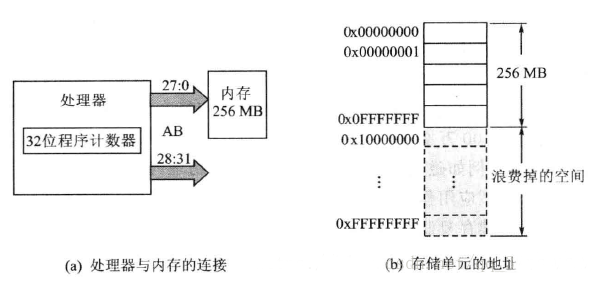 27:0
处理器
内存
256 MB
32位程序计数器
AB
28:31
(a) 处理器与内存的连接
0x00000000
0x00000001
256 MB
0x0FFFFFFF
0x10000000
浪费掉的空间
⋮
⋮
0xFFFFFFFF
(b) 存储单元的地址